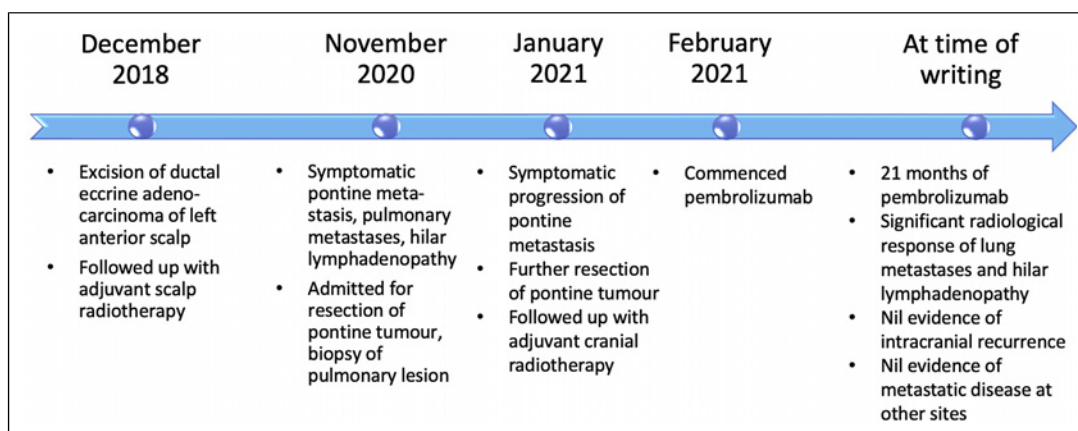 December
2018
November
2020
January
2021
February
2021
At time of
writing
• Excision of ductal
eccrine adeno-
carcinoma of left
anterior scalp
• Followed up with
adjuvant scalp
radiotherapy
• Symptomatic
pontine meta-
stasis, pulmonary
metastases, hilar
lymphadenopathy
• Admitted for
resection of
pontine tumour,
biopsy of
pulmonary lesion
• Symptomatic
progression of
pontine
metastasis
• Further resection
of pontine tumour
• Followed up with
adjuvant cranial
radiotherapy
• Commenced
pembrolizumab
• 21 months of
pembrolizumab
• Significant radiological
response of lung
metastases and hilar
lymphadenopathy
• Nil evidence of
intracranial recurrence
• Nil evidence of
metastatic disease at
other sites